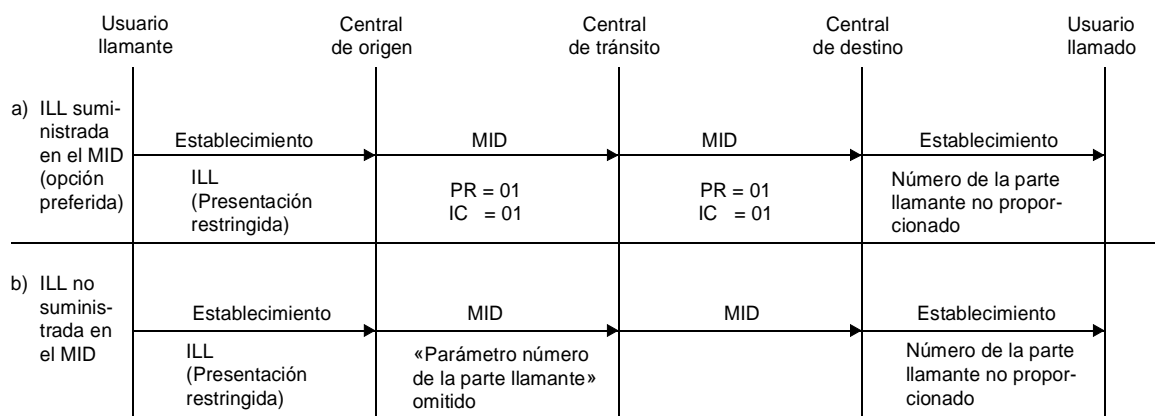 Usuario
llamante
Central
de origen
Central
de tránsito
Central
de destino
Usuario
llamado
a) ILL sumi-
nistrada
en el MID
(opción
preferida)
Establecimiento
MID
MID
Establecimiento
ILL
(Presentación
restringida)
PR = 01
IC = 01
PR = 01
IC = 01
Número de la parte
llamante no propor-
cionado
b) ILL no
suminis-
trada en
el MID
Establecimiento
MID
MID
Establecimiento
ILL
(Presentación
restringida)
«Parámetro número
de la parte llamante»
omitido
Número de la parte
llamante no propor-
cionado